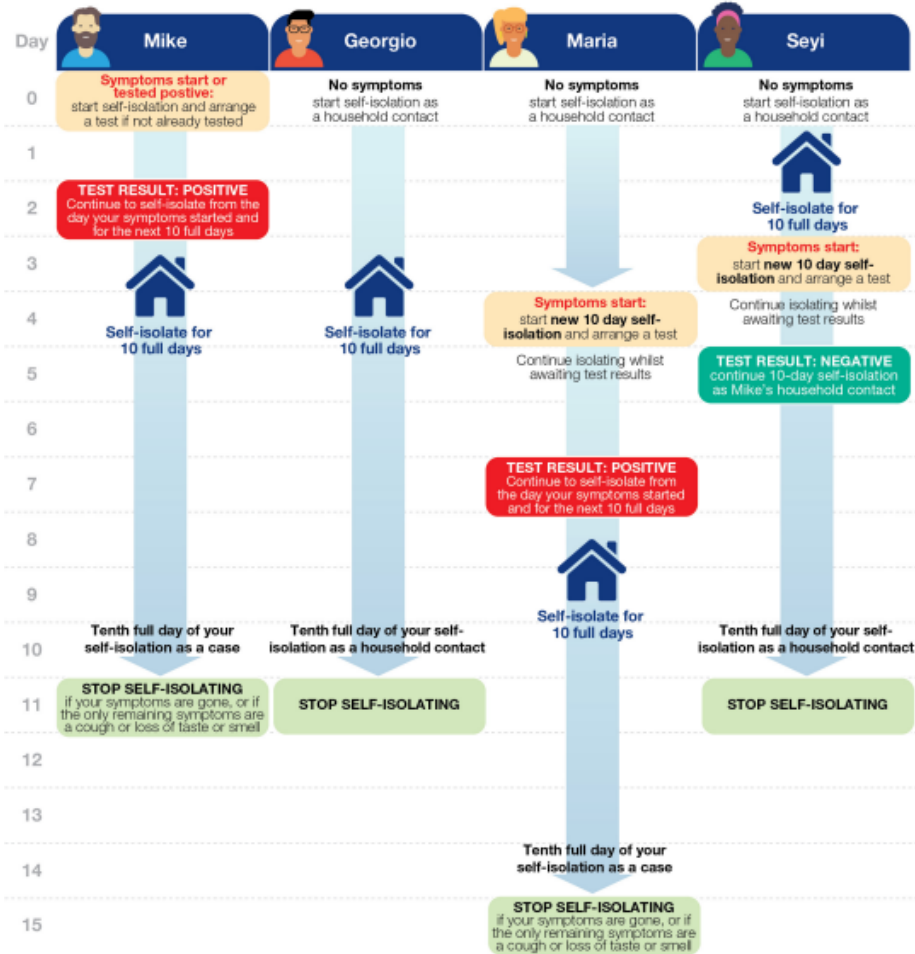 Day
Mike
Georgio
Maria
Seyi
0
Symptoms start or
tested postive:
start self-isolation and arrange
a test if not already tested
No symptoms
start self-isolation as
a household contact
No symptoms
start self-isolation as
a household contact
No symptoms
start self-isolation as
a household contact
1
2
TEST RESULT: POSITIVE
Continue to self-isolate from the
day your symptoms started and
for the next 10 full days
Self-isolate for
10 full days
3
Symptoms start:
start new 10 day self-
isolation and arrange a test
4
Self-isolate for
10 full days
Self-isolate for
10 full days
Symptoms start:
start new 10 day self-
isolation and arrange a test
Continue isolating whilst
awaiting test results
5
Continue isolating whilst
awaiting test results
TEST RESULT: NEGATIVE
continue 10-day self-isolation
as Mike's household contact
6
7
TEST RESULT: POSITIVE
Continue to self-isolate from
the day your symptoms started
and for the next 10 full days
8
9
Self-isolate for
10 full days
10
Tenth full day of your
self-isolation as a case
Tenth full day of your self-
isolation as a household contact
Tenth full day of your self-
isolation as a household contact
11
STOP SELF-ISOLATING
if your symptoms are gone, or if
the only remaining symptoms are
a cough or loss of taste or smell
STOP SELF-ISOLATING
STOP SELF-ISOLATING
12
13
14
Tenth full day of your
self-isolation as a case
15
STOP SELF-ISOLATING
if your symptoms are gone, or if
the only remaining symptoms are
a cough or loss of taste or smell